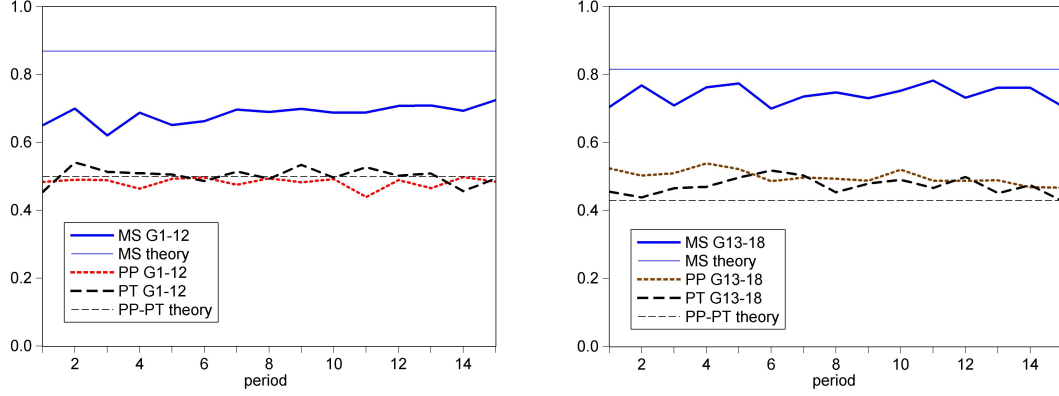 1.0
0.8
0.6
0.4
0.2
0.0
MS G1-12
MS theory
PP G1-12
PT G1-12
PP-PT theory
2 4 6 8 10 12 14
period
1.0
0.8
0.6
0.4
0.2
0.0
MS G13-18
MS theory
PP G13-18
PT G13-18
PP-PT theory
2 4 6 8 10 12 14
period